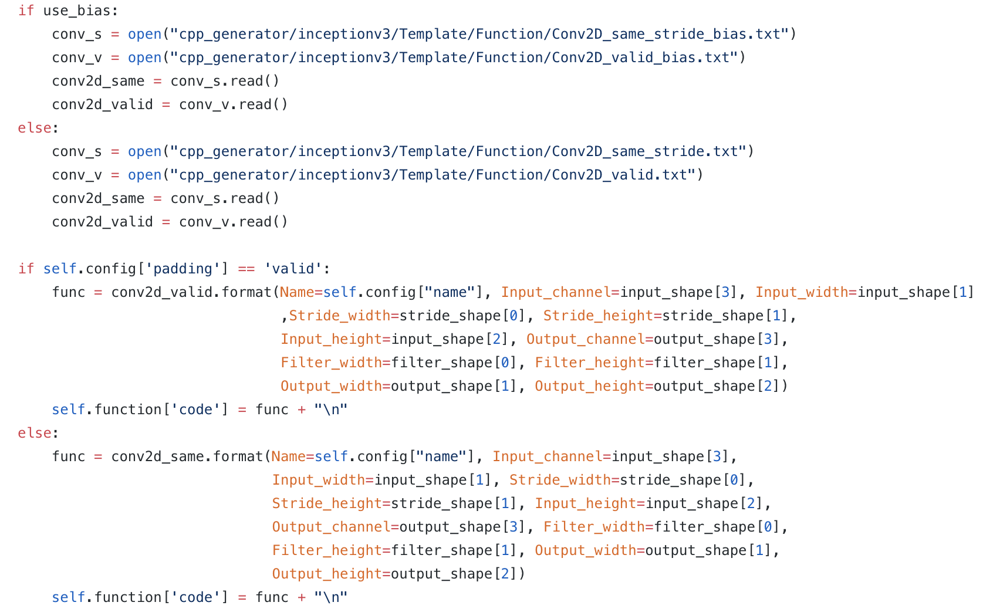 if use_bias:
    conv_s = open("cpp_generator/inceptionv3/Template/Function/Conv2D_same_stride_bias.txt")
    conv_v = open("cpp_generator/inceptionv3/Template/Function/Conv2D_valid_bias.txt")
    conv2d_same = conv_s.read()
    conv2d_valid = conv_v.read()
else:
    conv_s = open("cpp_generator/inceptionv3/Template/Function/Conv2D_same_stride.txt")
    conv_v = open("cpp_generator/inceptionv3/Template/Function/Conv2D_valid.txt")
    conv2d_same = conv_s.read()
    conv2d_valid = conv_v.read()

if self.config['padding'] == 'valid':
    func = conv2d_valid.format(Name=self.config["name"], Input_channel=input_shape[3], Input_width=input_shape[1]
                               ,Stride_width=stride_shape[0], Stride_height=stride_shape[1],
                               Input_height=input_shape[2], Output_channel=output_shape[3],
                               Filter_width=filter_shape[0], Filter_height=filter_shape[1],
                               Output_width=output_shape[1], Output_height=output_shape[2])
    self.function['code'] = func + "\n"
else:
    func = conv2d_same.format(Name=self.config["name"], Input_channel=input_shape[3],
                              Input_width=input_shape[1], Stride_width=stride_shape[0],
                              Stride_height=stride_shape[1], Input_height=input_shape[2],
                              Output_channel=output_shape[3], Filter_width=filter_shape[0],
                              Filter_height=filter_shape[1], Output_width=output_shape[1],
                              Output_height=output_shape[2])
    self.function['code'] = func + "\n"